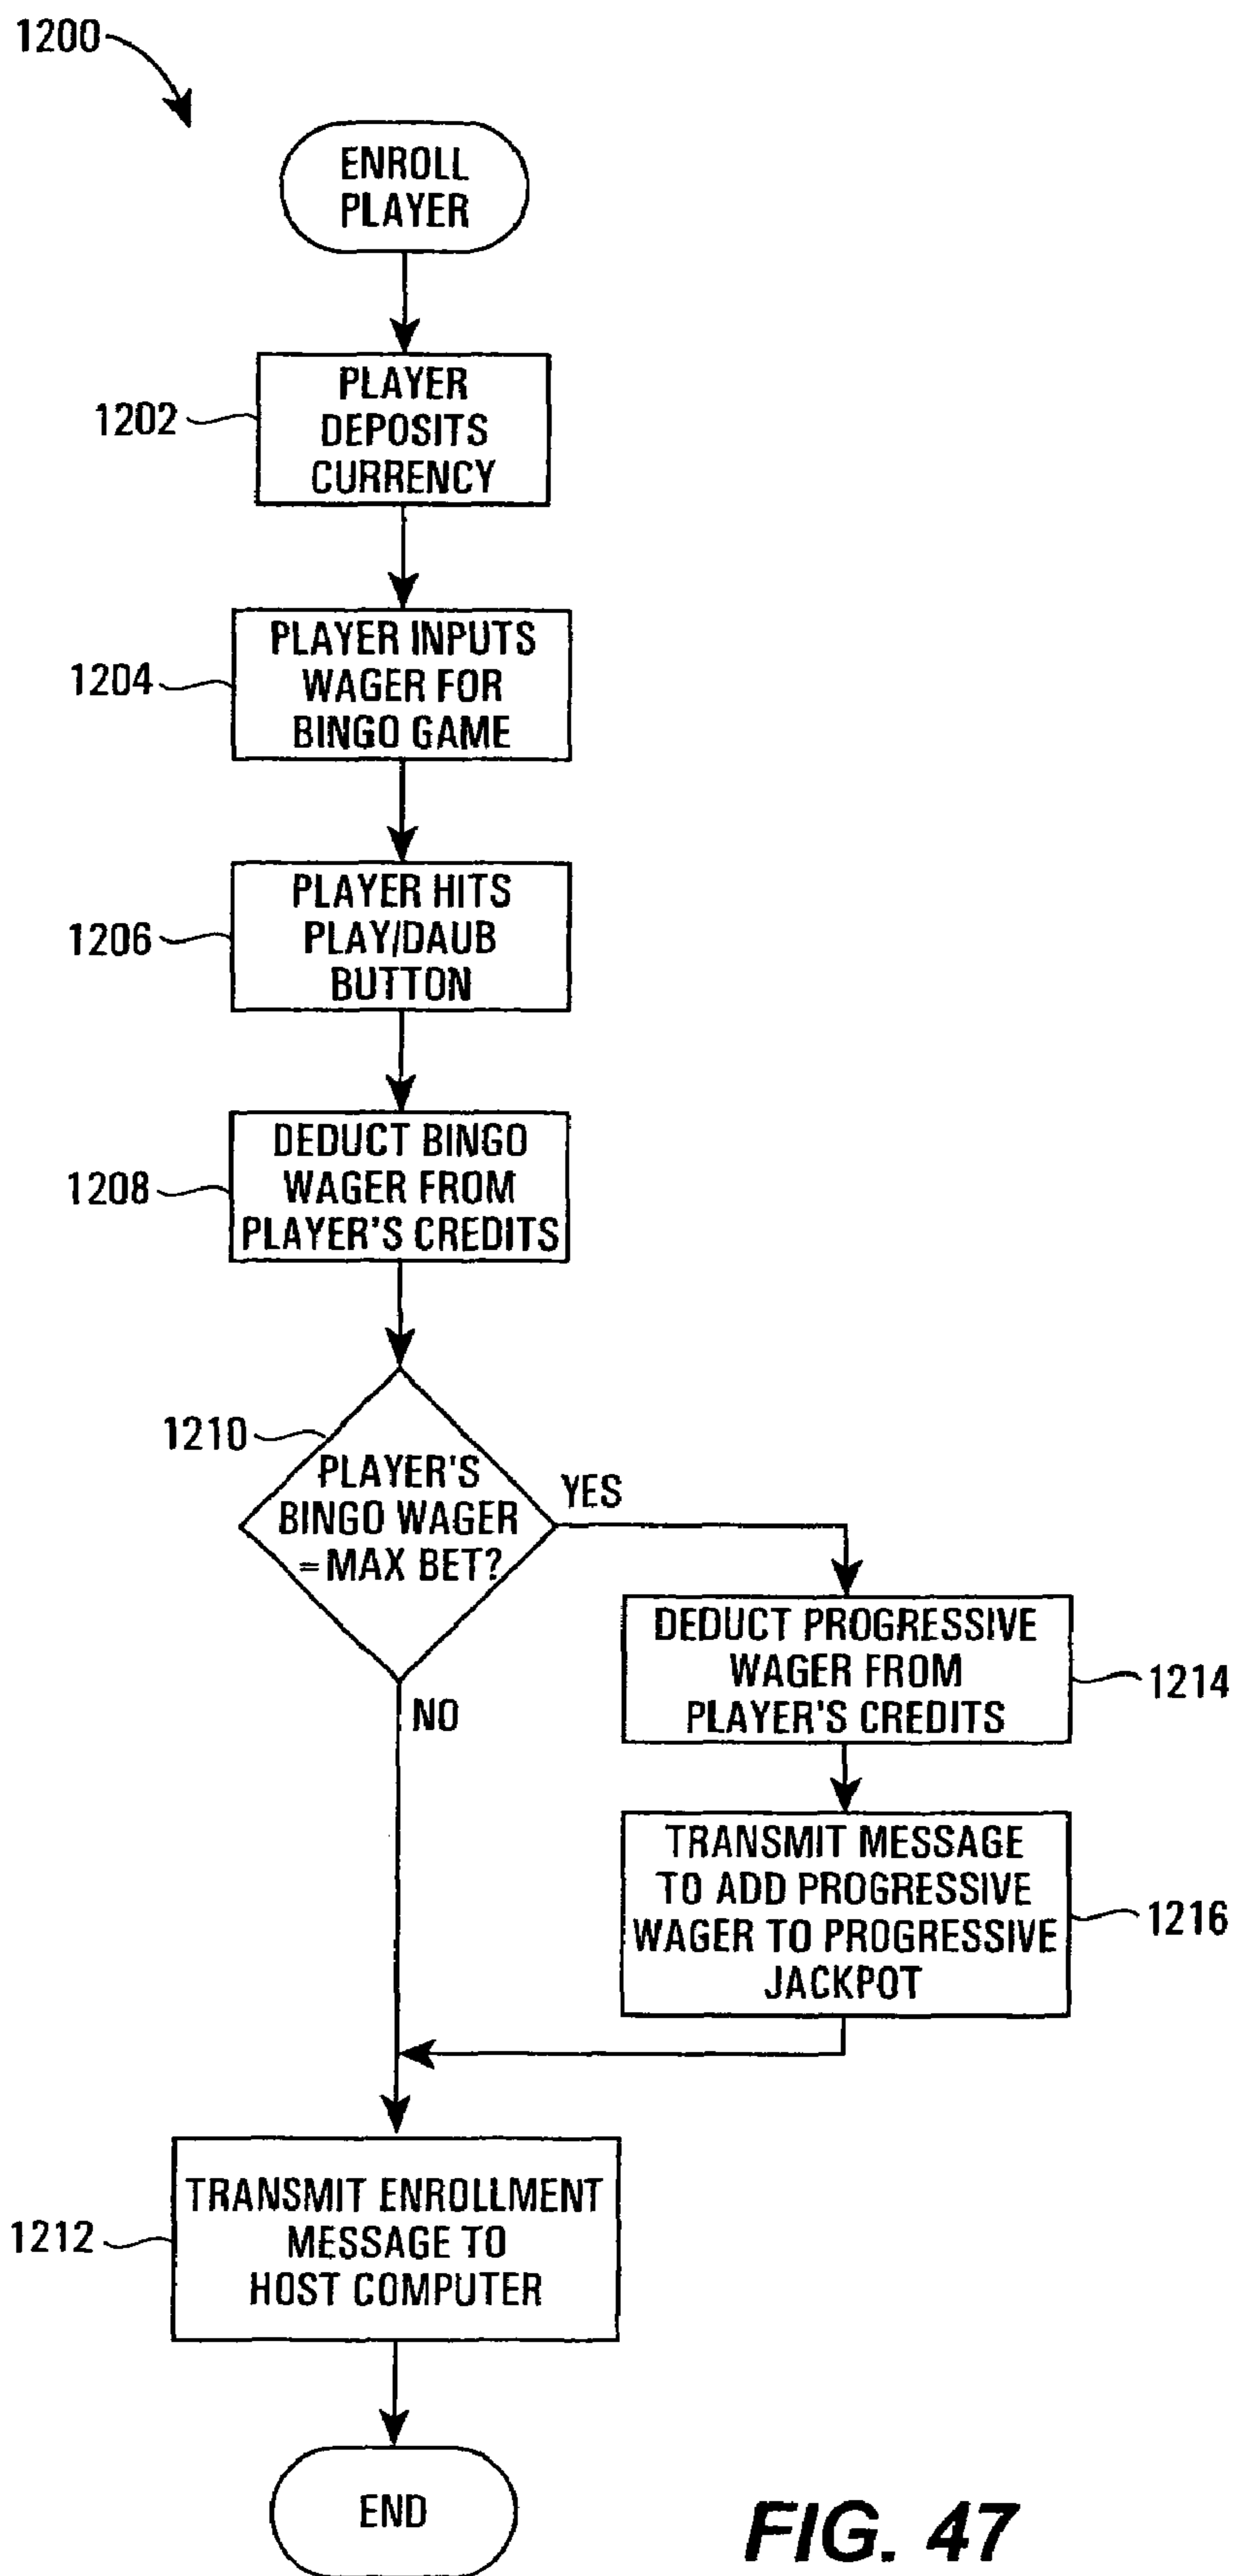 1200
ENROLL
PLAYER
1202
PLAYER
DEPOSITS
CURRENCY
1204
PLAYER INPUTS
WAGER FOR
BINGO GAME
1206
PLAYER HITS
PLAY/DAUB
BUTTON
1208
DEDUCT BINGO
WAGER FROM
PLAYER'S CREDITS
1210
PLAYER'S
BINGO WAGER
=MAX BET?
YES
NO
DEDUCT PROGRESSIVE
WAGER FROM
PLAYER'S CREDITS
1214
TRANSMIT MESSAGE
TO ADD PROGRESSIVE
WAGER TO PROGRESSIVE
JACKPOT
1216
1212
TRANSMIT ENROLLMENT
MESSAGE TO
HOST COMPUTER
END
FIG. 47